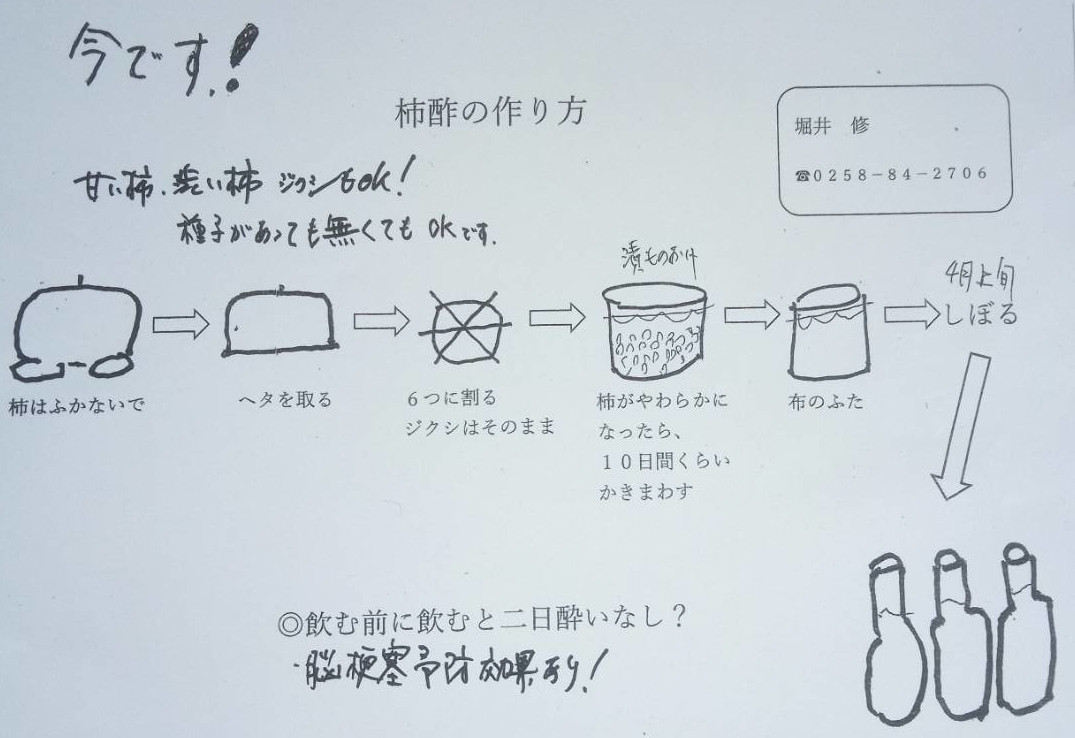 今です!
柿酢の作り方
堀井 修
☎0258-84-2706
甘い柿、渋い柿 ジクシもOK!
種子があっても無くてもOKです。
漬ものおけ
4月上旬
しぼる
柿はふかないで
ヘタを取る
6つに割る
ジクシはそのまま
柿がやわらかに
なったら、
10日間くらい
かきまわす
布のふた
◎飲む前に飲むと二日酔いなし?
・脳梗塞予防効果あり!